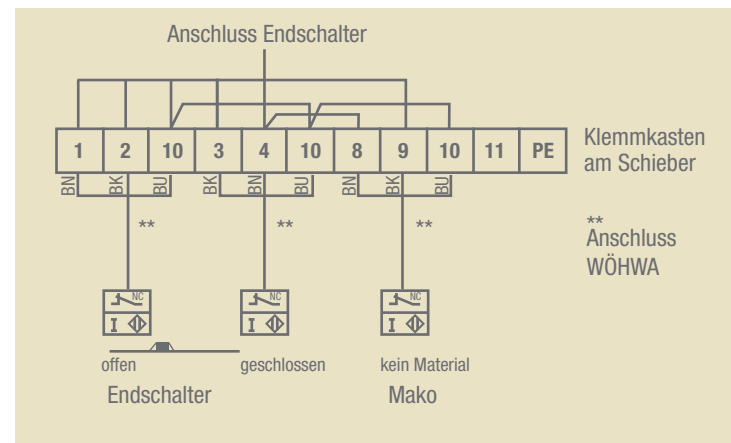 Anschluss Endschalter
1 2 10 3 4 10 8 9 10 11 PE
Klemmkasten
am Schieber
BN BK BU BK BN BU BN BK BU
** ** **
**
Anschluss
WÖHWA
NC NC NC
I I I
offen geschlossen kein Material
Endschalter Mako